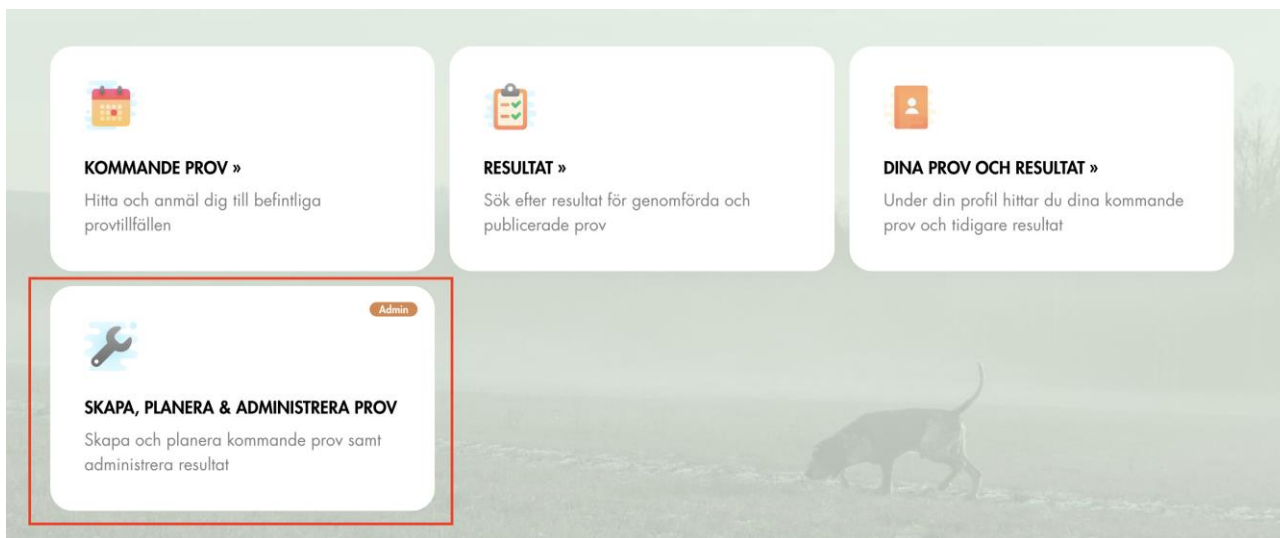 KOMMANDE PROV »
Hitta och anmäl dig till befintliga
provtillfällen
RESULTAT »
Sök efter resultat för genomförda och
publicerade prov
DINA PROV OCH RESULTAT »
Under din profil hittar du dina kommande
prov och tidigare resultat
Admin
SKAPA, PLANERA & ADMINISTRERA PROV
Skapa och planera kommande prov samt
administrera resultat